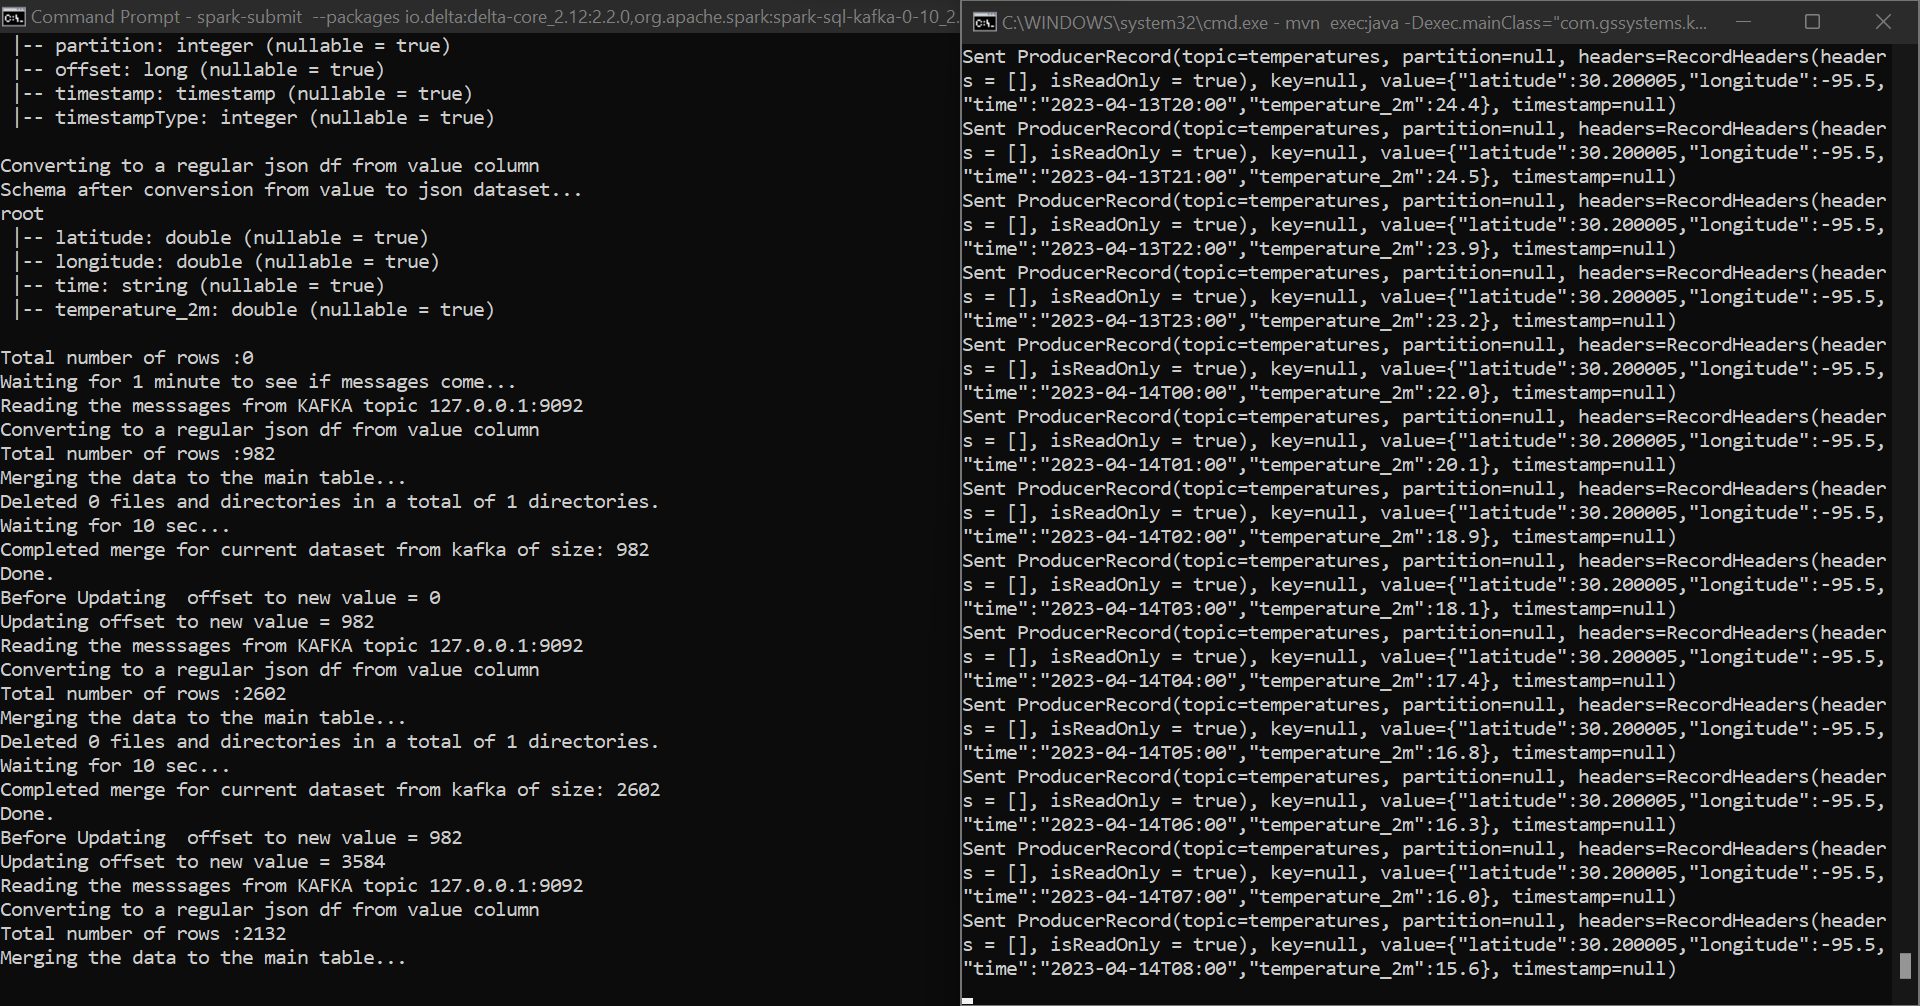 Command Prompt - spark-submit  --packages io.delta:delta-core_2.12:2.2.0,org.apache.spark:spark-sql-kafka-0-10_2.
 |-- partition: integer (nullable = true)
 |-- offset: long (nullable = true)
 |-- timestamp: timestamp (nullable = true)
 |-- timestampType: integer (nullable = true)
Converting to a regular json df from value column
Schema after conversion from value to json dataset...
root
 |-- latitude: double (nullable = true)
 |-- longitude: double (nullable = true)
 |-- time: string (nullable = true)
 |-- temperature_2m: double (nullable = true)
Total number of rows :0
Waiting for 1 minute to see if messages come...
Reading the messsages from KAFKA topic 127.0.0.1:9092
Converting to a regular json df from value column
Total number of rows :982
Merging the data to the main table...
Deleted 0 files and directories in a total of 1 directories.
Waiting for 10 sec...
Completed merge for current dataset from kafka of size: 982
Done.
Before Updating  offset to new value = 0
Updating offset to new value = 982
Reading the messsages from KAFKA topic 127.0.0.1:9092
Converting to a regular json df from value column
Total number of rows :2602
Merging the data to the main table...
Deleted 0 files and directories in a total of 1 directories.
Waiting for 10 sec...
Completed merge for current dataset from kafka of size: 2602
Done.
Before Updating  offset to new value = 982
Updating offset to new value = 3584
Reading the messsages from KAFKA topic 127.0.0.1:9092
Converting to a regular json df from value column
Total number of rows :2132
Merging the data to the main table...
C:\WINDOWS\system32\cmd.exe - mvn  exec:java -Dexec.mainClass="com.gssystems.k...
Sent ProducerRecord(topic=temperatures, partition=null, headers=RecordHeaders(header
s = [], isReadOnly = true), key=null, value={"latitude":30.200005,"longitude":-95.5,
"time":"2023-04-13T20:00","temperature_2m":24.4}, timestamp=null)
Sent ProducerRecord(topic=temperatures, partition=null, headers=RecordHeaders(header
s = [], isReadOnly = true), key=null, value={"latitude":30.200005,"longitude":-95.5,
"time":"2023-04-13T21:00","temperature_2m":24.5}, timestamp=null)
Sent ProducerRecord(topic=temperatures, partition=null, headers=RecordHeaders(header
s = [], isReadOnly = true), key=null, value={"latitude":30.200005,"longitude":-95.5,
"time":"2023-04-13T22:00","temperature_2m":23.9}, timestamp=null)
Sent ProducerRecord(topic=temperatures, partition=null, headers=RecordHeaders(header
s = [], isReadOnly = true), key=null, value={"latitude":30.200005,"longitude":-95.5,
"time":"2023-04-13T23:00","temperature_2m":23.2}, timestamp=null)
Sent ProducerRecord(topic=temperatures, partition=null, headers=RecordHeaders(header
s = [], isReadOnly = true), key=null, value={"latitude":30.200005,"longitude":-95.5,
"time":"2023-04-14T00:00","temperature_2m":22.0}, timestamp=null)
Sent ProducerRecord(topic=temperatures, partition=null, headers=RecordHeaders(header
s = [], isReadOnly = true), key=null, value={"latitude":30.200005,"longitude":-95.5,
"time":"2023-04-14T01:00","temperature_2m":20.1}, timestamp=null)
Sent ProducerRecord(topic=temperatures, partition=null, headers=RecordHeaders(header
s = [], isReadOnly = true), key=null, value={"latitude":30.200005,"longitude":-95.5,
"time":"2023-04-14T02:00","temperature_2m":18.9}, timestamp=null)
Sent ProducerRecord(topic=temperatures, partition=null, headers=RecordHeaders(header
s = [], isReadOnly = true), key=null, value={"latitude":30.200005,"longitude":-95.5,
"time":"2023-04-14T03:00","temperature_2m":18.1}, timestamp=null)
Sent ProducerRecord(topic=temperatures, partition=null, headers=RecordHeaders(header
s = [], isReadOnly = true), key=null, value={"latitude":30.200005,"longitude":-95.5,
"time":"2023-04-14T04:00","temperature_2m":17.4}, timestamp=null)
Sent ProducerRecord(topic=temperatures, partition=null, headers=RecordHeaders(header
s = [], isReadOnly = true), key=null, value={"latitude":30.200005,"longitude":-95.5,
"time":"2023-04-14T05:00","temperature_2m":16.8}, timestamp=null)
Sent ProducerRecord(topic=temperatures, partition=null, headers=RecordHeaders(header
s = [], isReadOnly = true), key=null, value={"latitude":30.200005,"longitude":-95.5,
"time":"2023-04-14T06:00","temperature_2m":16.3}, timestamp=null)
Sent ProducerRecord(topic=temperatures, partition=null, headers=RecordHeaders(header
s = [], isReadOnly = true), key=null, value={"latitude":30.200005,"longitude":-95.5,
"time":"2023-04-14T07:00","temperature_2m":16.0}, timestamp=null)
Sent ProducerRecord(topic=temperatures, partition=null, headers=RecordHeaders(header
s = [], isReadOnly = true), key=null, value={"latitude":30.200005,"longitude":-95.5,
"time":"2023-04-14T08:00","temperature_2m":15.6}, timestamp=null)